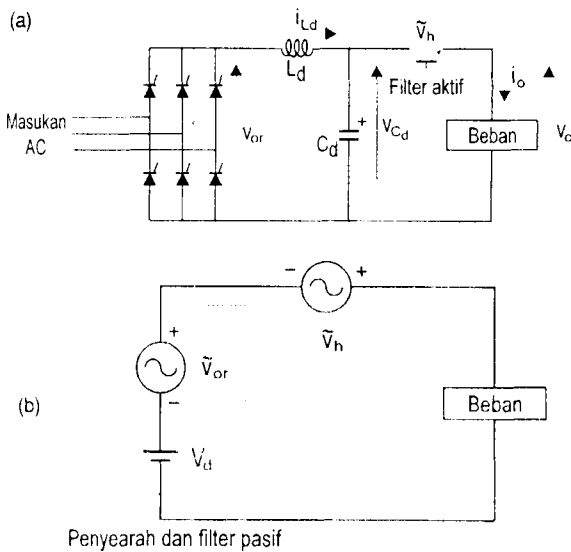 (a)
i_Ld
L_d
ṽ_h
Filter aktif
i_o
Masukan
AC
v_or
C_d
+
v_Cd
Beban
V_o
(b)
- +
ṽ_h
+
ṽ_or
-
V_d
Beban
Penyearah dan filter pasif